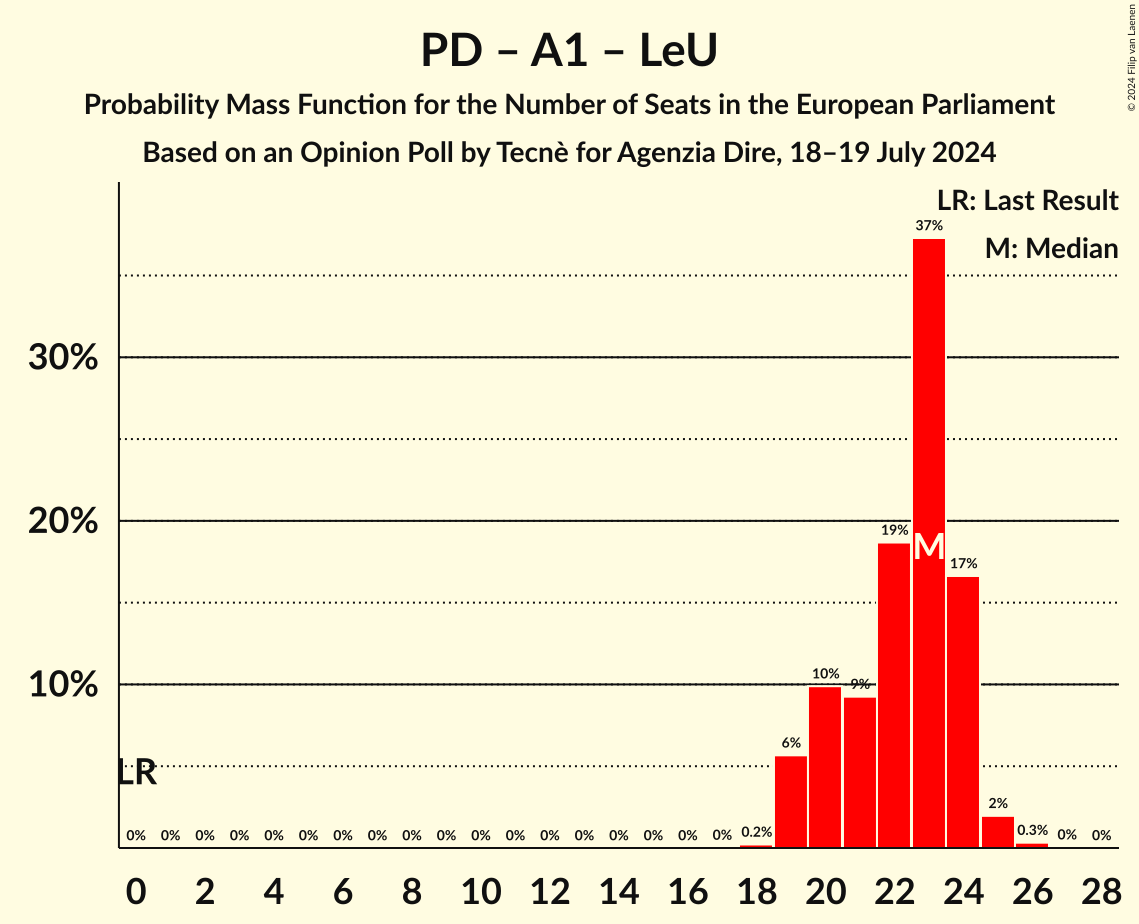 PD – A1 – LeU
Probability Mass Function for the Number of Seats in the European Parliament
Based on an Opinion Poll by Tecnè for Agenzia Dire, 18–19 July 2024
© 2024 Filip van Laenen
LR: Last Result
M: Median
37%
30%
20%
19%
M
17%
10%
10%
9%
6%
LR
0% 0% 0% 0% 0% 0% 0% 0% 0% 0% 0% 0% 0% 0% 0% 0% 0% 0% 0.2% 2% 0.3% 0% 0%
0 2 4 6 8 10 12 14 16 18 20 22 24 26 28